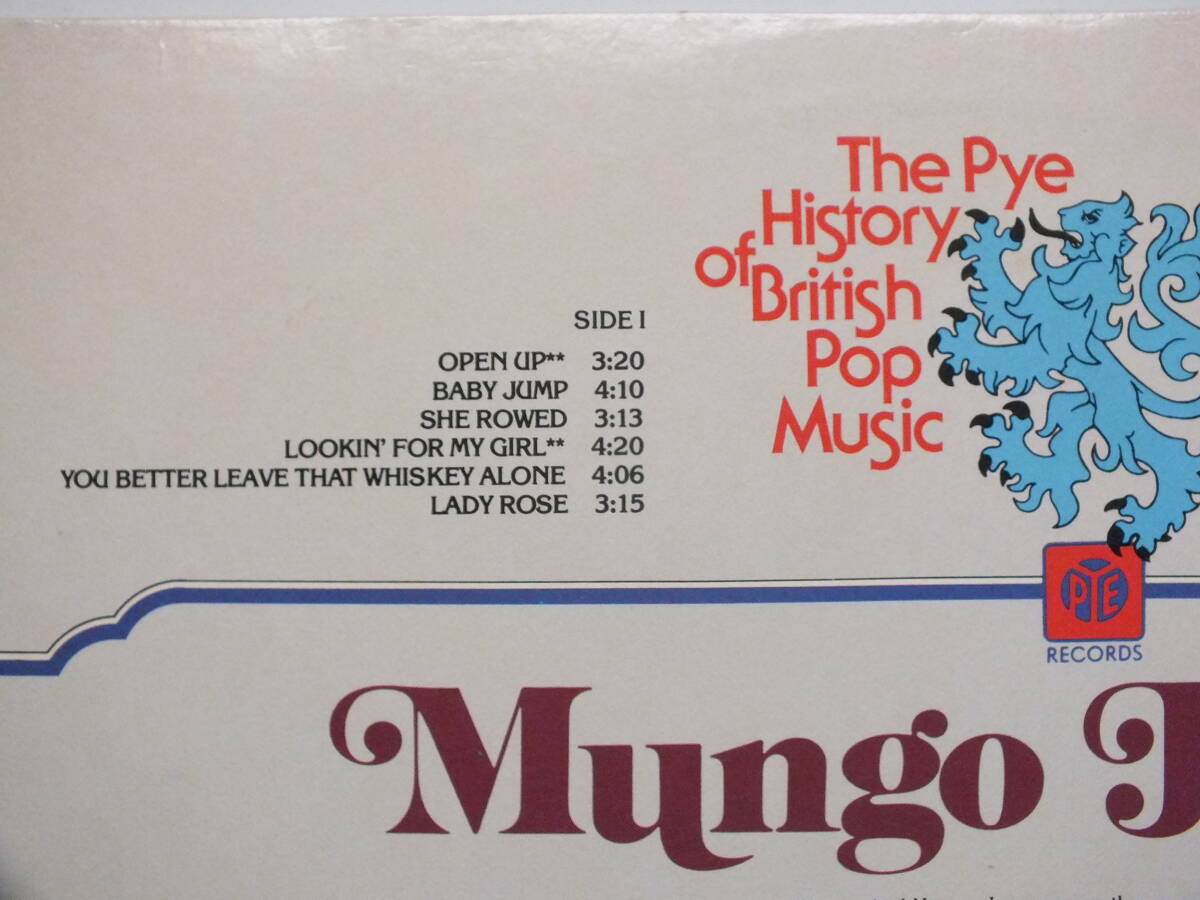 The Pye
History
of British
Pop
Music
SIDE I
OPEN UP** 3:20
BABY JUMP 4:10
SHE ROWED 3:13
LOOKIN' FOR MY GIRL** 4:20
YOU BETTER LEAVE THAT WHISKEY ALONE 4:06
LADY ROSE 3:15
PYE
RECORDS
Mungo J